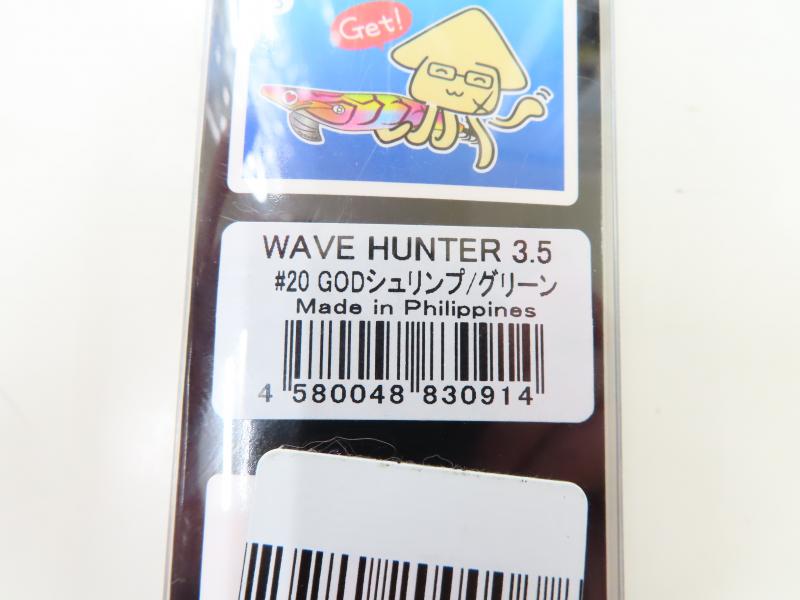 Get!
WAVE HUNTER 3.5
#20 GODシュリンプ/グリーン
Made in Philippines
4 580048 830914